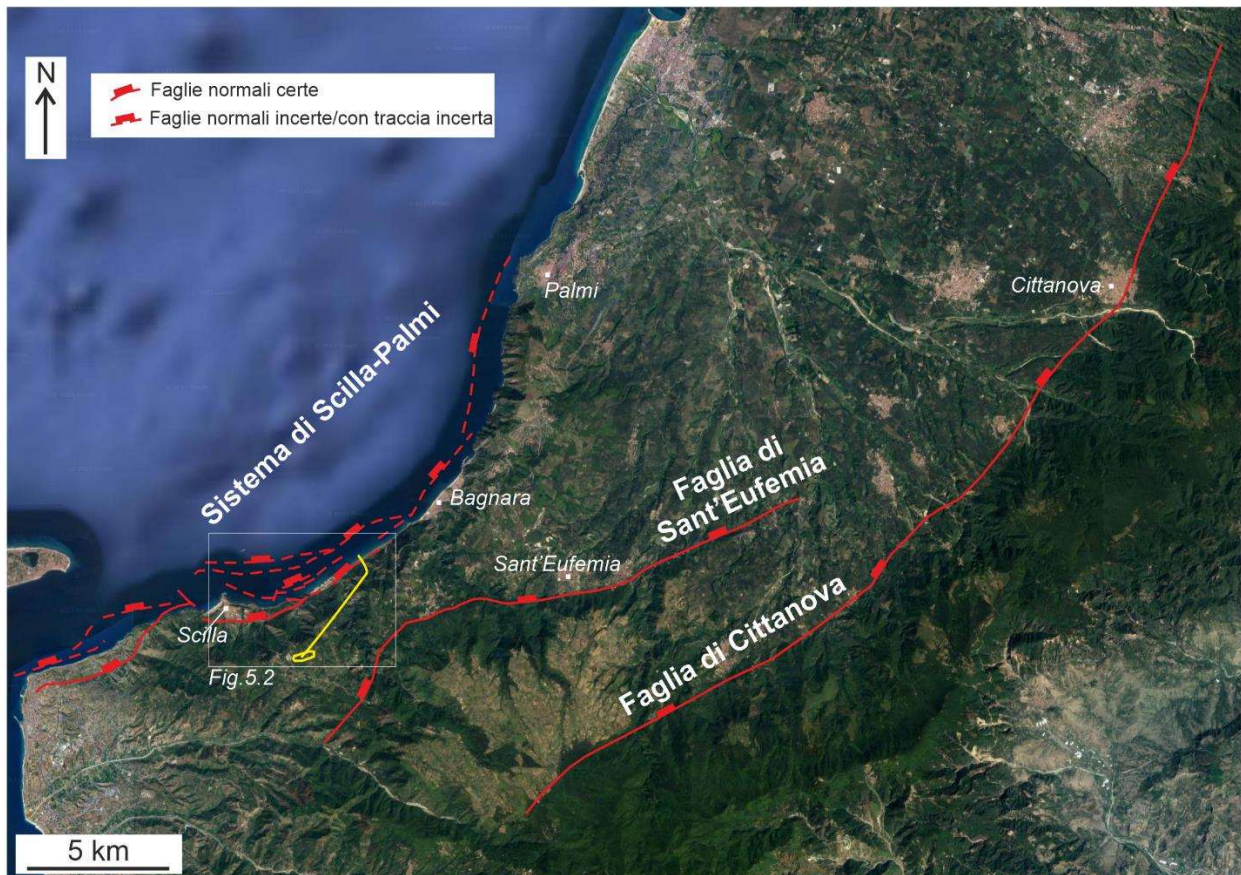 N
Faglie normali certe
Faglie normali incerte/con traccia incerta
Palmi
Cittanova
Sistema di Scilla-Palmi
Bagnara
Faglia di
Sant'Eufemia
Sant'Eufemia
Scilla
Fig.5.2
Faglia di Cittanova
5 km